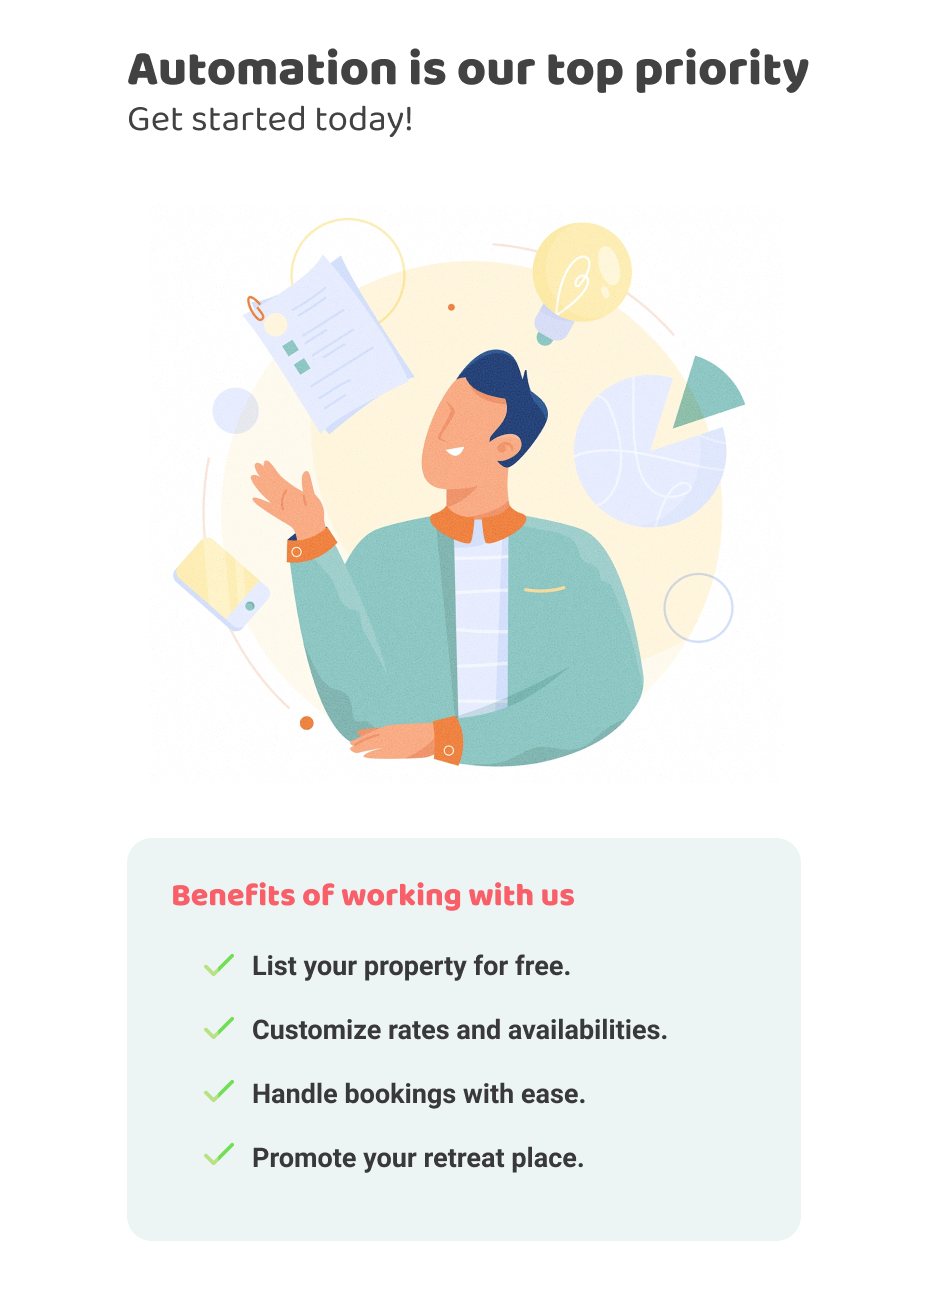 Automation is our top priority
Get started today!
Benefits of working with us
List your property for free.
Customize rates and availabilities.
Handle bookings with ease.
Promote your retreat place.